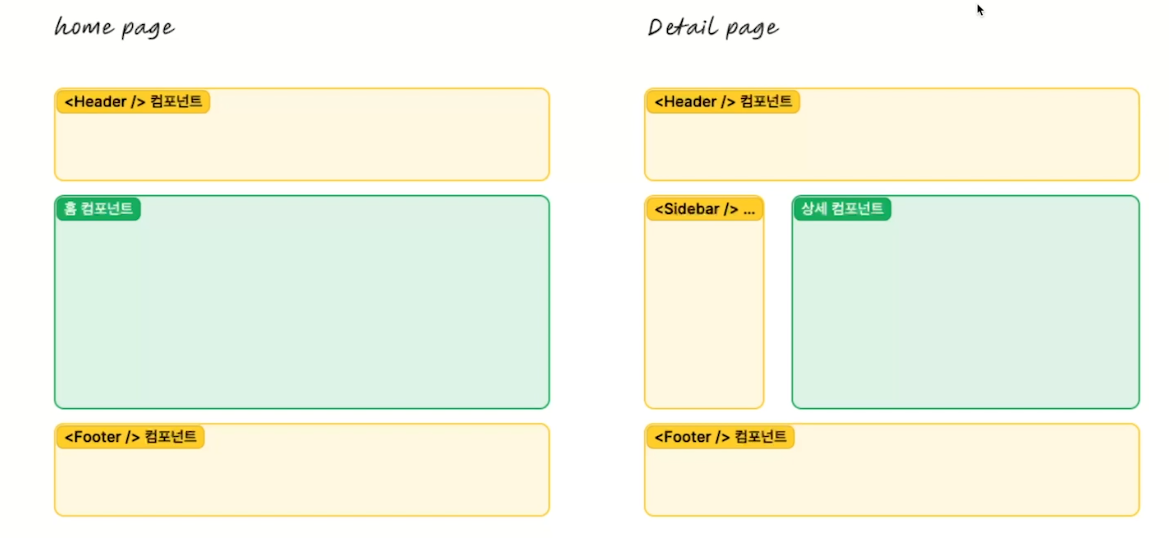 home page
<Header /> 컴포넌트
홈 컴포넌트
<Footer /> 컴포넌트
Detail page
<Header /> 컴포넌트
<Sidebar /> ...
상세 컴포넌트
<Footer /> 컴포넌트